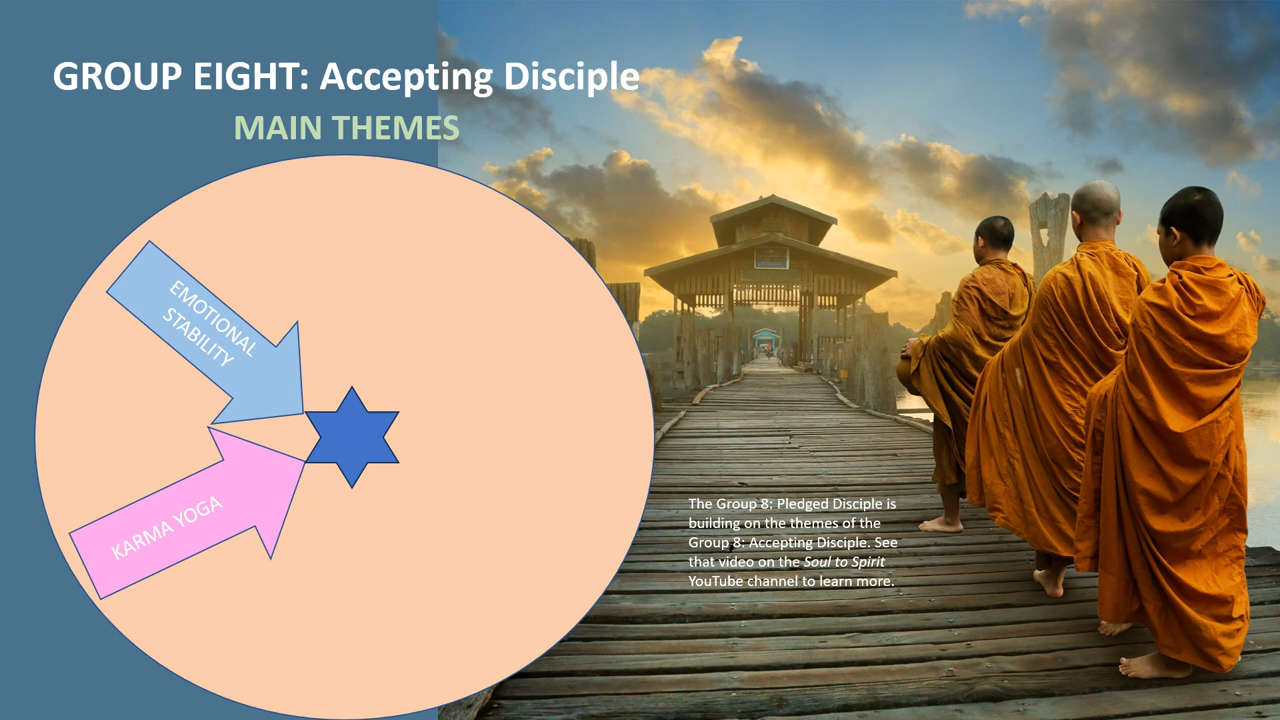 GROUP EIGHT: Accepting Disciple
MAIN THEMES
EMOTIONAL
STABILITY
KARMA YOGA
The Group 8: Pledged Disciple is
building on the themes of the
Group 8: Accepting Disciple. See
that video on the Soul to Spirit
YouTube channel to learn more.